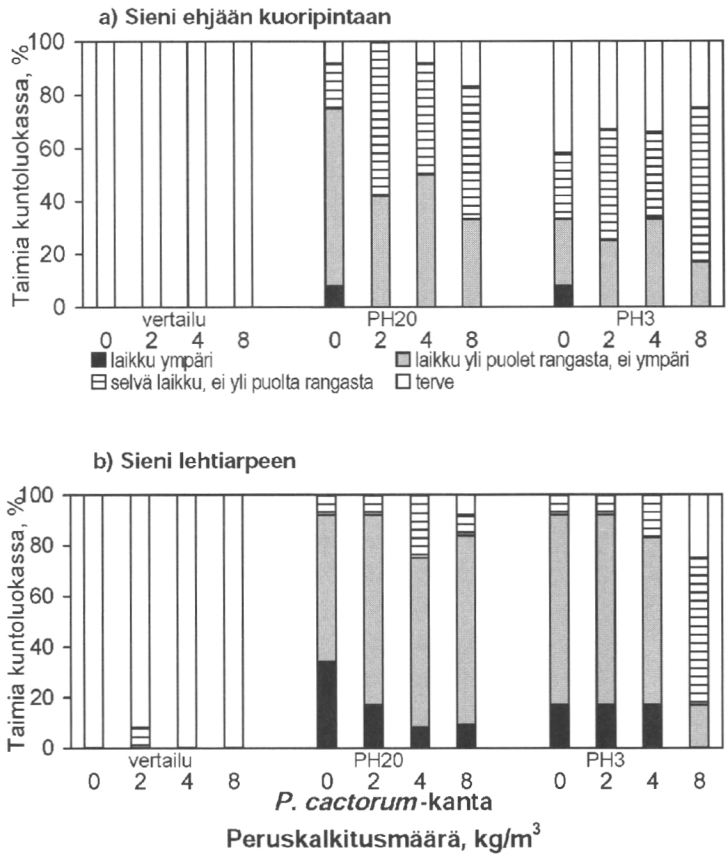 a) Sieni ehjään kuoripintaan
Taimia kuntoluokassa, %
100
80
60
40
20
0
vertailu PH20 PH3
0 2 4 8 0 2 4 8 0 2 4 8
laikku ympäri laikku yli puolet rangasta, ei ympäri
selvä laikku, ei yli puolta rangasta terve
b) Sieni lehtiarpeen
Taimia kuntoluokassa, %
100
80
60
40
20
0
vertailu PH20 PH3
0 2 4 8 0 2 4 8 0 2 4 8
P. cactorum-kanta
Peruskalkitusmäärä, kg/m³